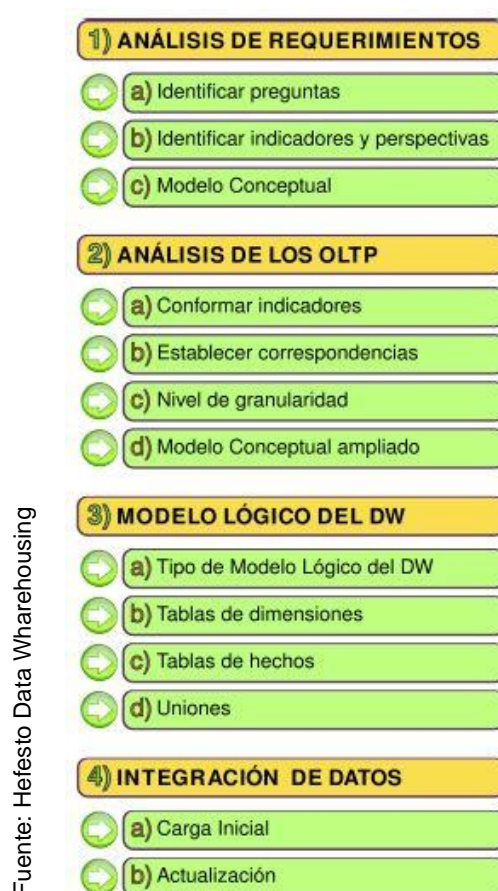 1) ANÁLISIS DE REQUERIMIENTOS
a) Identificar preguntas
b) Identificar indicadores y perspectivas
c) Modelo Conceptual
2) ANÁLISIS DE LOS OLTP
a) Conformar indicadores
b) Establecer correspondencias
c) Nivel de granularidad
d) Modelo Conceptual ampliado
3) MODELO LÓGICO DEL DW
a) Tipo de Modelo Lógico del DW
b) Tablas de dimensiones
c) Tablas de hechos
d) Uniones
4) INTEGRACIÓN DE DATOS
a) Carga Inicial
b) Actualización
Fuente: Hefesto Data Wharehousing